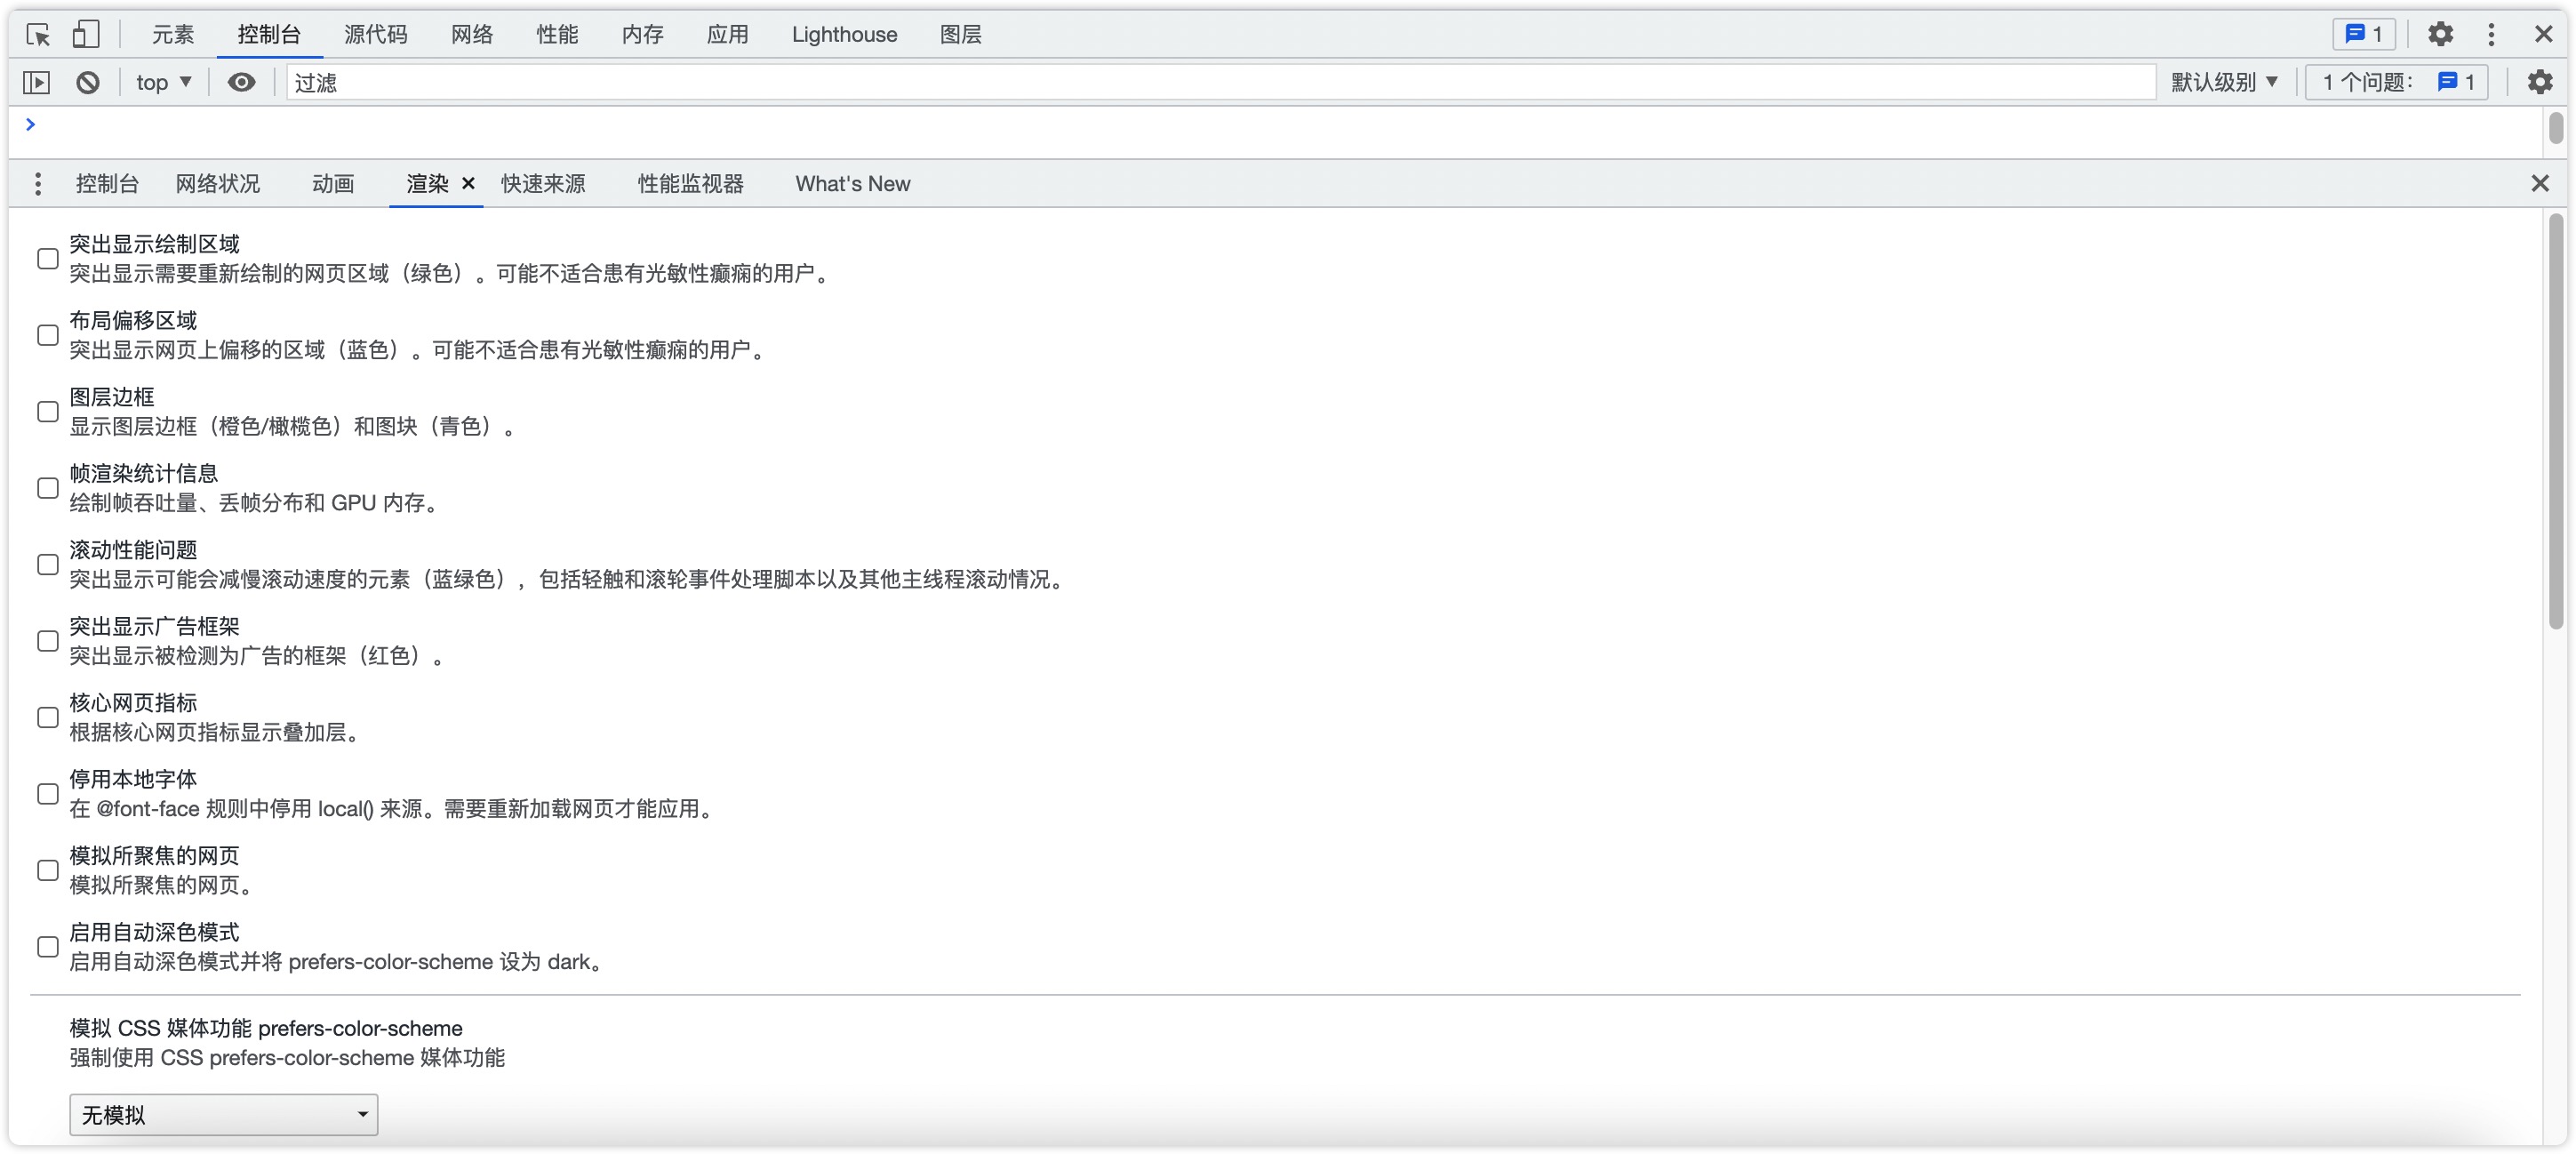 元素 控制台 源代码 网络 性能 内存 应用 Lighthouse 图层 1
top 过滤 默认级别 1 个问题： 1
控制台 网络状况 动画 渲染 快速来源 性能监视器 What's New
突出显示绘制区域
突出显示需要重新绘制的网页区域（绿色）。可能不适合患有光敏性癫痫的用户。
布局偏移区域
突出显示网页上偏移的区域（蓝色）。可能不适合患有光敏性癫痫的用户。
图层边框
显示图层边框（橙色/橄榄色）和图块（青色）。
帧渲染统计信息
绘制帧吞吐量、丢帧分布和 GPU 内存。
滚动性能问题
突出显示可能会减慢滚动速度的元素（蓝绿色），包括轻触和滚轮事件处理脚本以及其他主线程滚动情况。
突出显示广告框架
突出显示被检测为广告的框架（红色）。
核心网页指标
根据核心网页指标显示叠加层。
停用本地字体
在 @font-face 规则中停用 local() 来源。需要重新加载网页才能应用。
模拟所聚焦的网页
模拟所聚焦的网页。
启用自动深色模式
启用自动深色模式并将 prefers-color-scheme 设为 dark。
模拟 CSS 媒体功能 prefers-color-scheme
强制使用 CSS prefers-color-scheme 媒体功能
无模拟